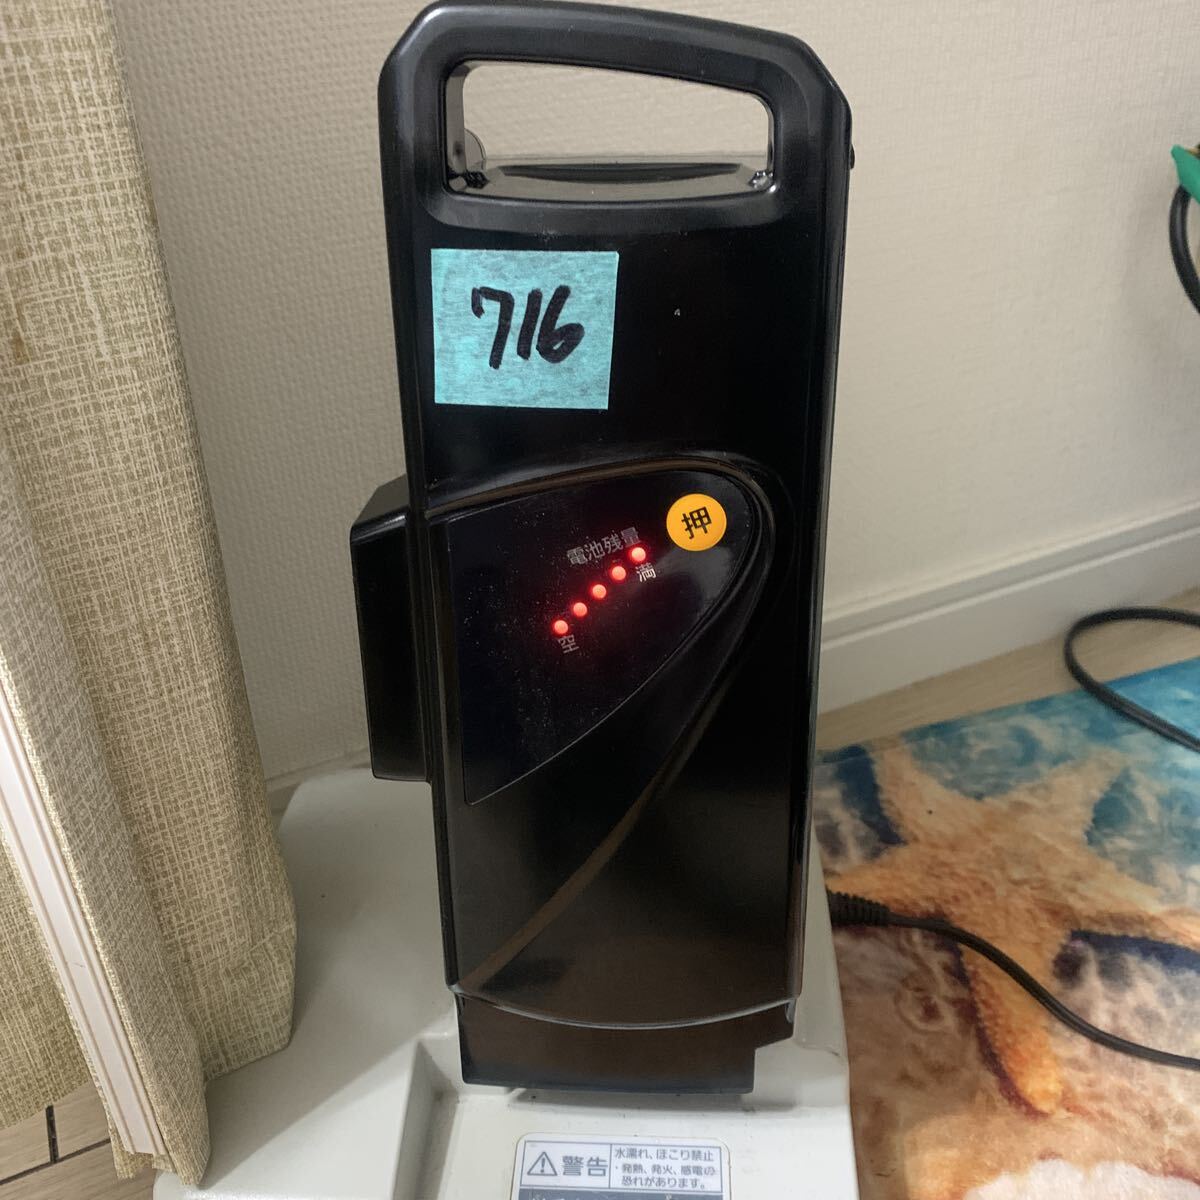 716
押
電池残量
満
空
警告
水濡れ、ほこり禁止
・発熱、発火、感電の
恐れがあります。